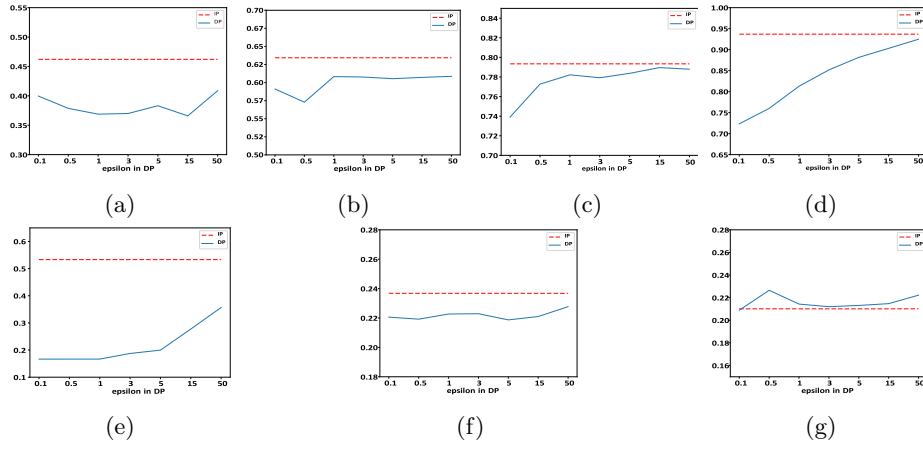 0.55
0.50
0.45
0.40
0.35
0.30
0.1 0.5 1 3 5 15 50
epsilon in DP
IP
DP
(a)
0.70
0.67
0.65
0.62
0.60
0.57
0.55
0.52
0.50
0.1 0.5 1 3 5 15 50
epsilon in DP
IP
DP
(b)
0.84
0.82
0.80
0.78
0.76
0.74
0.72
0.70
0.1 0.5 1 3 5 15 50
epsilon in DP
IP
DP
(c)
1.00
0.95
0.90
0.85
0.80
0.75
0.70
0.65
0.1 0.5 1 3 5 15 50
epsilon in DP
IP
DP
(d)
0.6
0.5
0.4
0.3
0.2
0.1
0.1 0.5 1 3 5 15 50
epsilon in DP
IP
DP
(e)
0.28
0.26
0.24
0.22
0.20
0.18
0.1 0.5 1 3 5 15 50
epsilon in DP
IP
DP
(f)
0.28
0.26
0.24
0.22
0.20
0.18
0.16
0.1 0.5 1 3 5 15 50
epsilon in DP
IP
DP
(g)